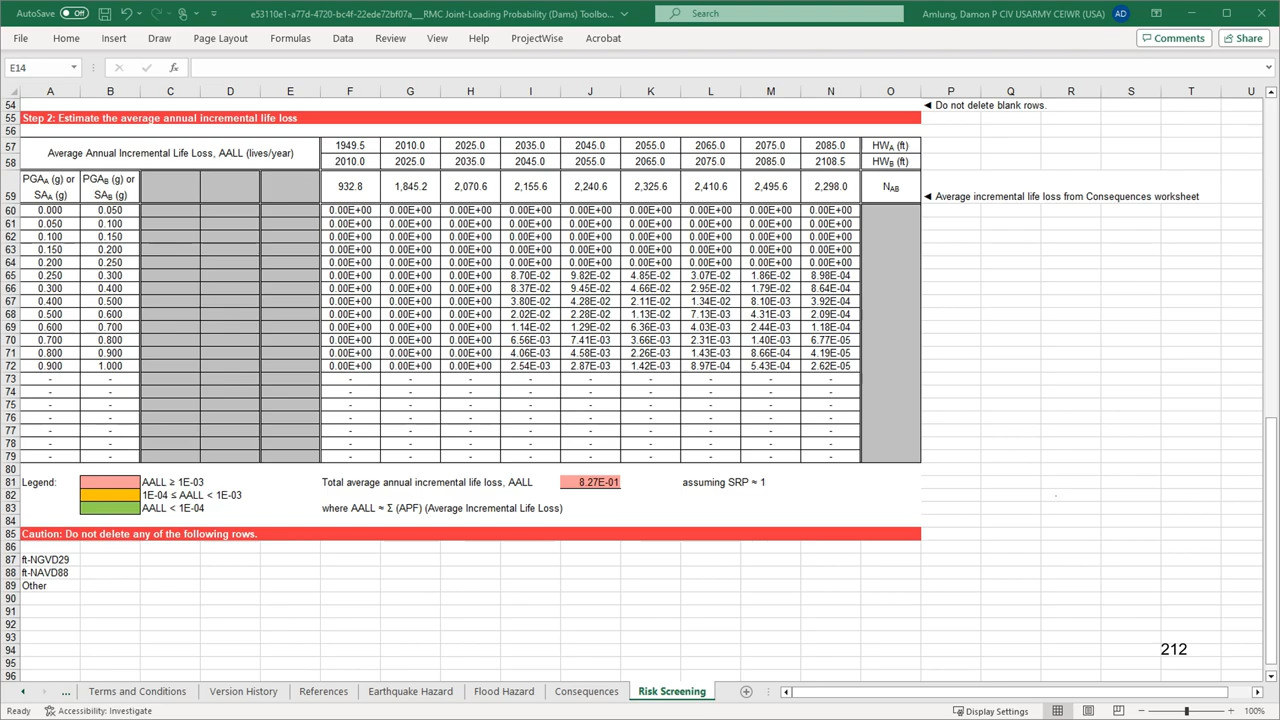 AutoSave Off e53110e1-a77d-4720-bc4f-22ede72bf07a__RMC Joint-Loading Probability (Dams) Toolbo... Search Amlung, Damon P CIV USARMY CEIWR (USA) AD
File Home Insert Draw Page Layout Formulas Data Review View Help ProjectWise Acrobat Comments Share
E14 fx
A B C D E F G H I J K L M N O P Q R S T U
54 ◄ Do not delete blank rows.
55 Step 2: Estimate the average annual incremental life loss
56
57 Average Annual Incremental Life Loss, AALL (lives/year) 1949.5 2010.0 2025.0 2035.0 2045.0 2055.0 2065.0 2075.0 2085.0 HWA (ft)
58 2010.0 2025.0 2035.0 2045.0 2055.0 2065.0 2075.0 2085.0 2108.5 HWB (ft)
PGAA (g) or PGAB (g) or
59 SAA (g) SAB (g) 932.8 1,845.2 2,070.6 2,155.6 2,240.6 2,325.6 2,410.6 2,495.6 2,298.0 NAB ◄ Average incremental life loss from Consequences worksheet
60 0.000 0.050 0.00E+00 0.00E+00 0.00E+00 0.00E+00 0.00E+00 0.00E+00 0.00E+00 0.00E+00 0.00E+00
61 0.050 0.100 0.00E+00 0.00E+00 0.00E+00 0.00E+00 0.00E+00 0.00E+00 0.00E+00 0.00E+00 0.00E+00
62 0.100 0.150 0.00E+00 0.00E+00 0.00E+00 0.00E+00 0.00E+00 0.00E+00 0.00E+00 0.00E+00 0.00E+00
63 0.150 0.200 0.00E+00 0.00E+00 0.00E+00 0.00E+00 0.00E+00 0.00E+00 0.00E+00 0.00E+00 0.00E+00
64 0.200 0.250 0.00E+00 0.00E+00 0.00E+00 0.00E+00 0.00E+00 0.00E+00 0.00E+00 0.00E+00 0.00E+00
65 0.250 0.300 0.00E+00 0.00E+00 0.00E+00 8.70E-02 9.82E-02 4.85E-02 3.07E-02 1.86E-02 8.98E-04
66 0.300 0.400 0.00E+00 0.00E+00 0.00E+00 8.37E-02 9.45E-02 4.66E-02 2.95E-02 1.79E-02 8.64E-04
67 0.400 0.500 0.00E+00 0.00E+00 0.00E+00 3.80E-02 4.28E-02 2.11E-02 1.34E-02 8.10E-03 3.92E-04
68 0.500 0.600 0.00E+00 0.00E+00 0.00E+00 2.02E-02 2.28E-02 1.13E-02 7.13E-03 4.31E-03 2.09E-04
69 0.600 0.700 0.00E+00 0.00E+00 0.00E+00 1.14E-02 1.29E-02 6.36E-03 4.03E-03 2.44E-03 1.18E-04
70 0.700 0.800 0.00E+00 0.00E+00 0.00E+00 6.56E-03 7.41E-03 3.66E-03 2.31E-03 1.40E-03 6.77E-05
71 0.800 0.900 0.00E+00 0.00E+00 0.00E+00 4.06E-03 4.58E-03 2.26E-03 1.43E-03 8.66E-04 4.19E-05
72 0.900 1.000 0.00E+00 0.00E+00 0.00E+00 2.54E-03 2.87E-03 1.42E-03 8.97E-04 5.43E-04 2.62E-05
73 - - - - - - - - - - -
74 - - - - - - - - - - -
75 - - - - - - - - - - -
76 - - - - - - - - - - -
77 - - - - - - - - - - -
78 - - - - - - - - - - -
79 - - - - - - - - - - -
80
81 Legend: AALL ≥ 1E-03 Total average annual incremental life loss, AALL 8.27E-01 assuming SRP ≈ 1
82 1E-04 ≤ AALL < 1E-03
83 AALL < 1E-04 where AALL ≈ Σ (APF) (Average Incremental Life Loss)
84
85 Caution: Do not delete any of the following rows.
86
87 ft-NGVD29
88 ft-NAVD88
89 Other
90
91
92
93
94 212
95
96
... Terms and Conditions Version History References Earthquake Hazard Flood Hazard Consequences Risk Screening
Ready Accessibility: Investigate Display Settings 100%